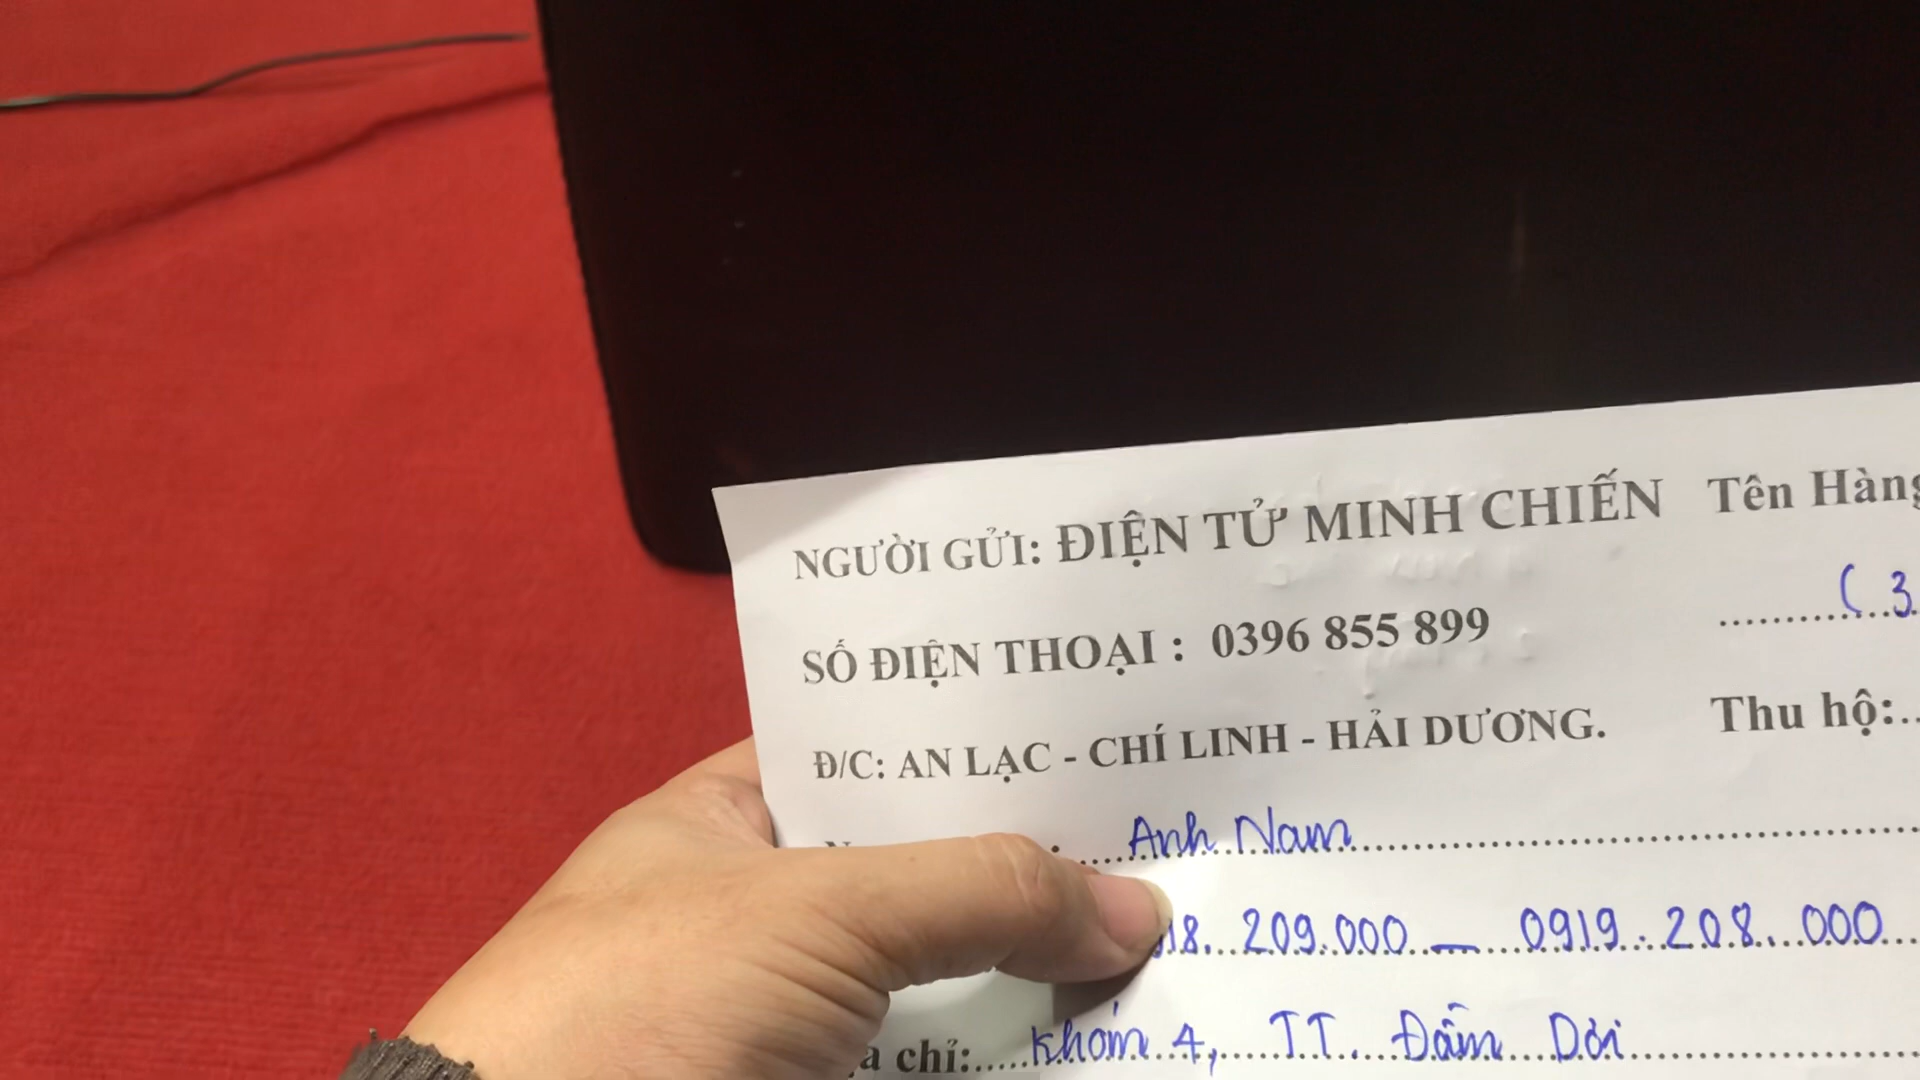 NGƯỜI GỬI: ĐIỆN TỬ MINH CHIẾN
SỐ ĐIỆN THOẠI : 0396 855 899
Đ/C: AN LẠC - CHÍ LINH - HẢI DƯƠNG.
Tên Hàng
( 3
Thu hộ:
Anh Nam
18. 209.000 — 0919.208.000
chỉ: Khóm 4, TT. Đầm Dơi